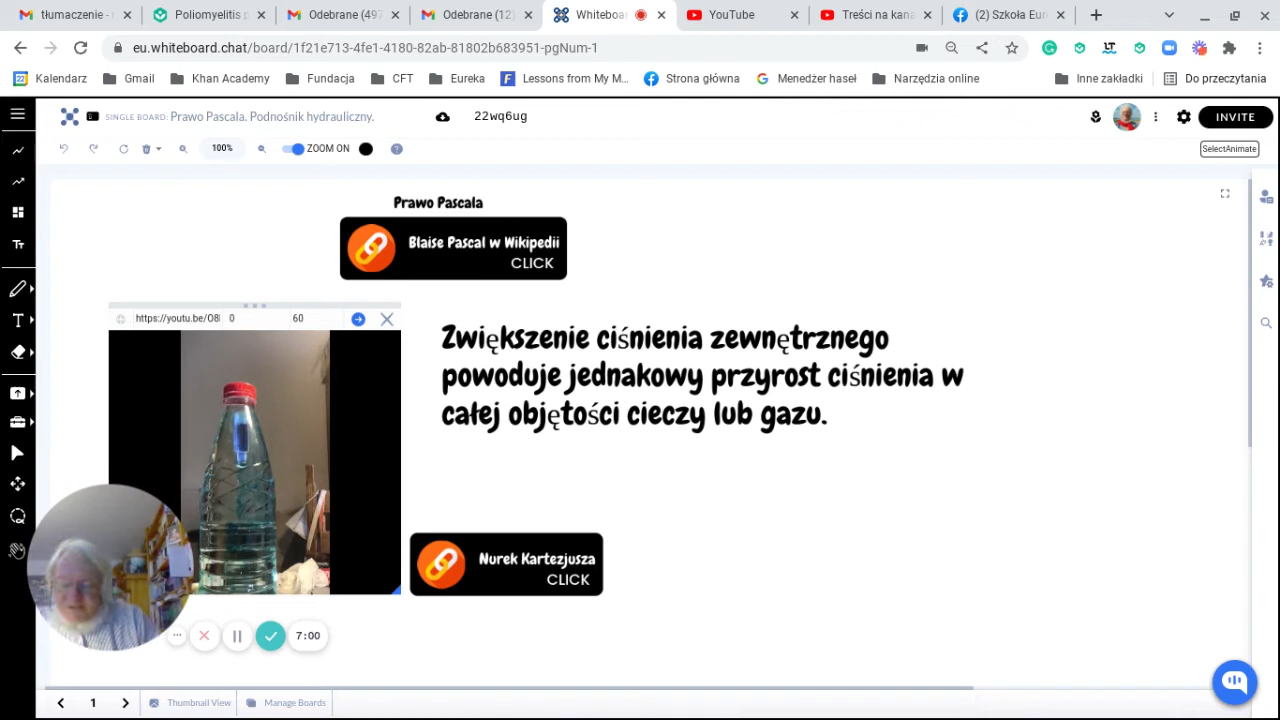 tłumaczenie -
Poliomyelitis p
Odebrane (497
Odebrane (12)
Whiteboa
YouTube
Treści na kana
(2) Szkoła Eur
eu.whiteboard.chat/board/1f21e713-4fe1-4180-82ab-81f02b683951-pgNum-1
Kalendarz
Gmail
Khan Academy
Fundacja
CFT
Eureka
Lessons from My M...
Strona główna
Menedżer haseł
Narzędzia online
Inne zakładki
Do przeczytania
SINGLE BOARD: Prawo Pascala. Podnośnik hydrauliczny.
22wq6ug
INVITE
100%
ZOOM ON
SelectAnimate
Prawo Pascala
Blaise Pascal w Wikipedii
CLICK
https://youtu.be/O8l
0
60
Zwiększenie ciśnienia zewnętrznego
powoduje jednakowy przyrost ciśnienia w
całej objętości cieczy lub gazu.
Nurek Kartezjusza
CLICK
7:00
1
Thumbnail View
Manage Boards